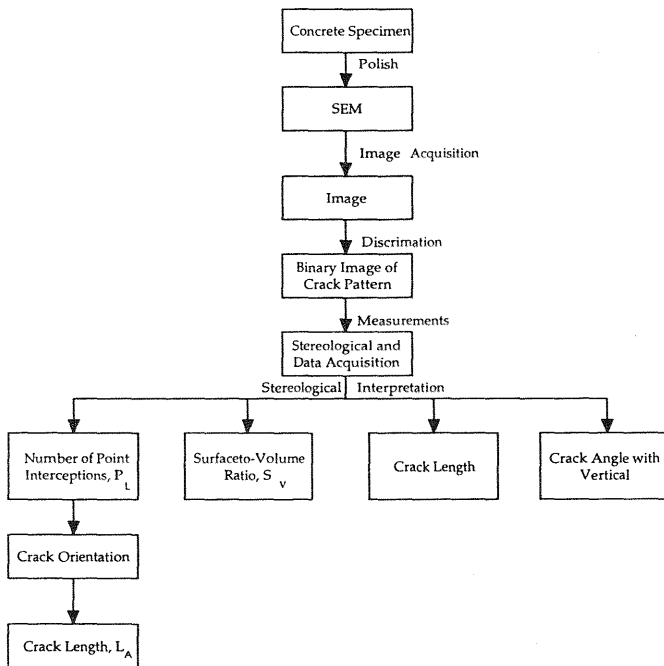 Concrete Specimen
Polish
SEM
Image Acquisition
Image
Discrimation
Binary Image of
Crack Pattern
Measurements
Stereological and
Data Acquisition
Stereological Interpretation
Number of Point
Interceptions, P_L
Surfaceto-Volume
Ratio, S_v
Crack Length
Crack Angle with
Vertical
Crack Orientation
Crack Length, L_A